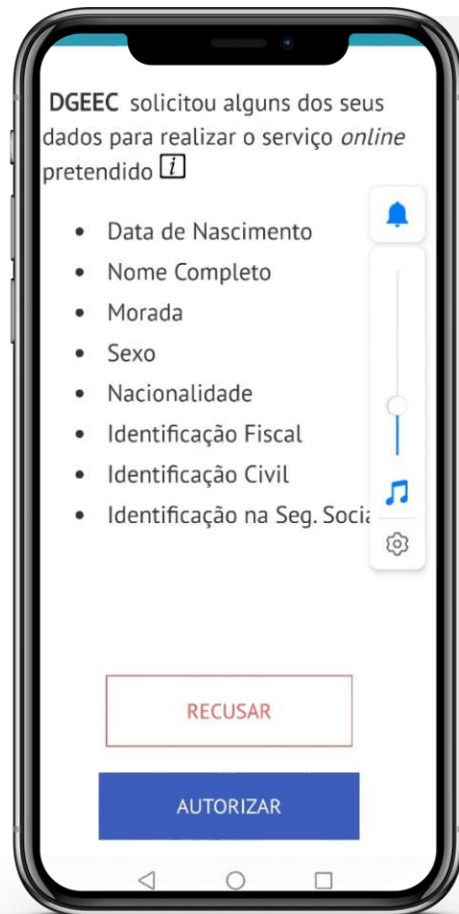 DGEEC solicitou alguns dos seus
dados para realizar o serviço online
pretendido i
• Data de Nascimento
• Nome Completo
• Morada
• Sexo
• Nacionalidade
• Identificação Fiscal
• Identificação Civil
• Identificação na Seg. Socia
RECUSAR
AUTORIZAR